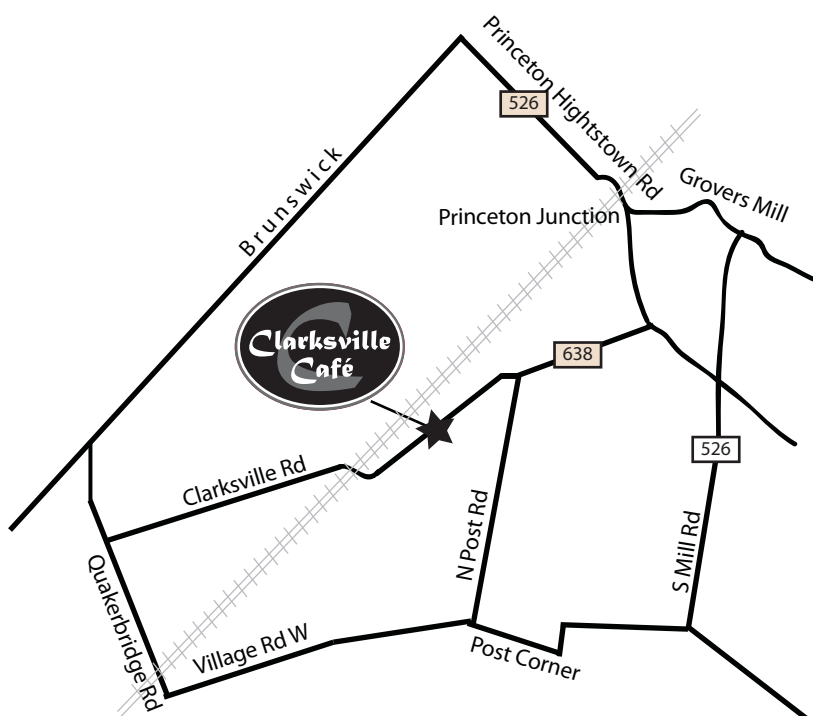 Princeton Hightstown Rd
526
Brunswick
Grovers Mill
Princeton Junction
Clarksville
Café
638
526
Clarksville Rd
N Post Rd
S Mill Rd
Quakerbridge Rd
Village Rd W
Post Corner